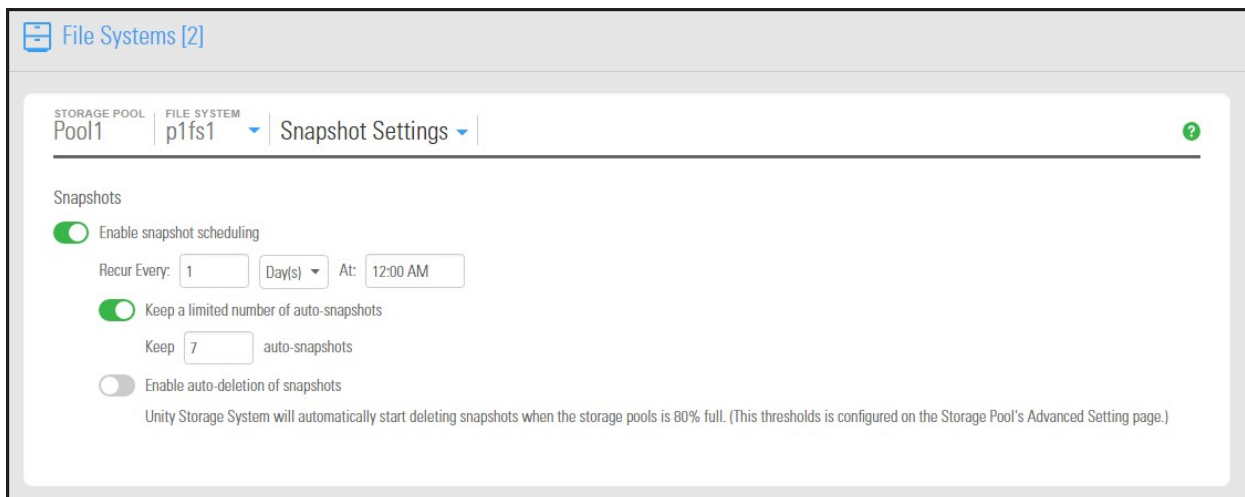 File Systems [2]
STORAGE POOL FILE SYSTEM
Pool1 p1fs1 Snapshot Settings
?
Snapshots
Enable snapshot scheduling
Recur Every: 1 Day(s) At: 12:00 AM
Keep a limited number of auto-snapshots
Keep 7 auto-snapshots
Enable auto-deletion of snapshots
Unity Storage System will automatically start deleting snapshots when the storage pools is 80% full. (This thresholds is configured on the Storage Pool's Advanced Setting page.)